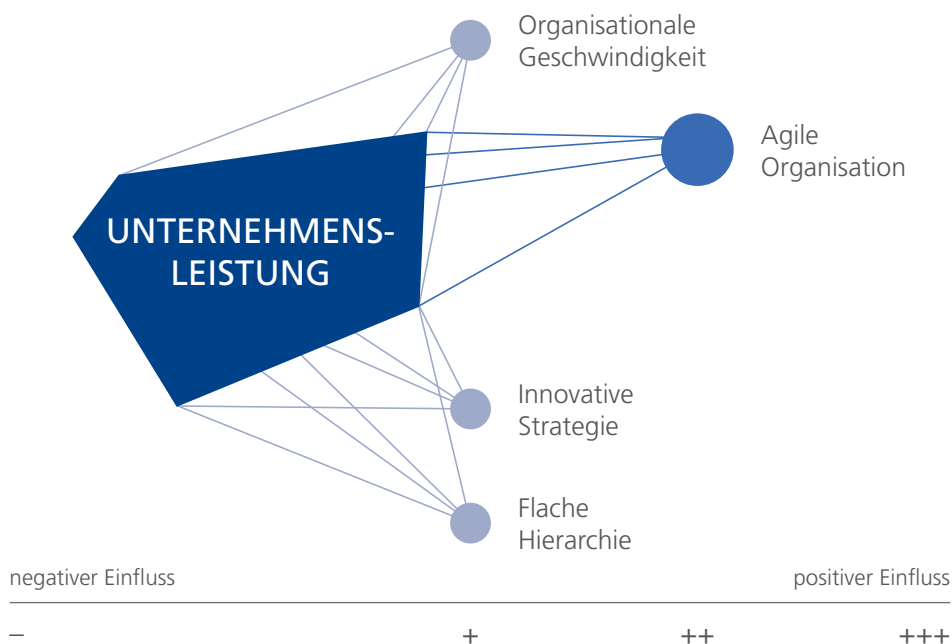 Organisationale
Geschwindigkeit
Agile
Organisation
UNTERNEHMENS-
LEISTUNG
Innovative
Strategie
Flache
Hierarchie
negativer Einfluss
positiver Einfluss
– + ++ +++